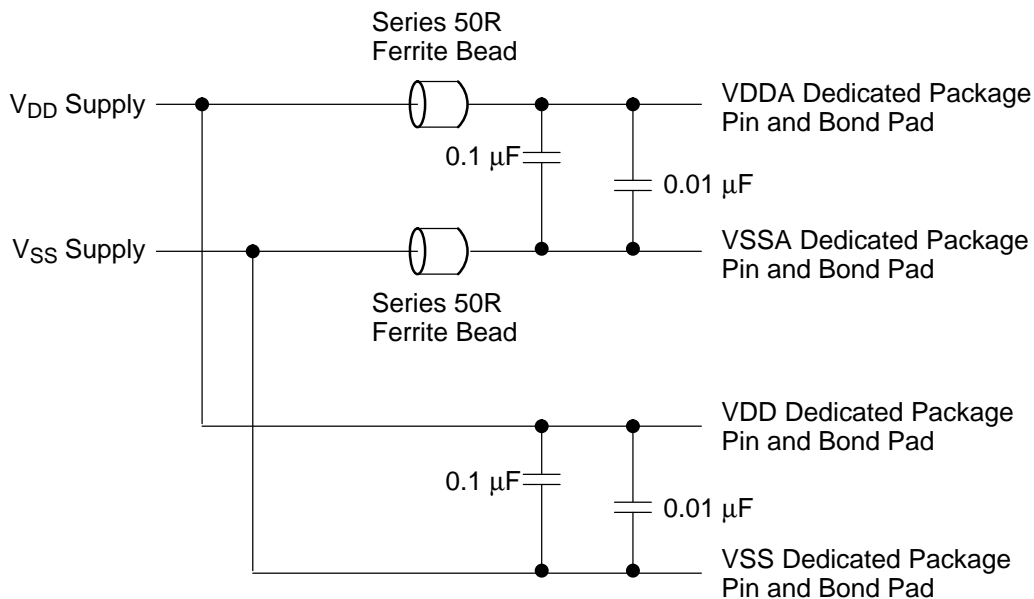 Series 50R
Ferrite Bead
VDD Supply
VDDA Dedicated Package
Pin and Bond Pad
0.1 μF
0.01 μF
VSS Supply
VSSA Dedicated Package
Pin and Bond Pad
Series 50R
Ferrite Bead
VDD Dedicated Package
Pin and Bond Pad
0.1 μF
0.01 μF
VSS Dedicated Package
Pin and Bond Pad